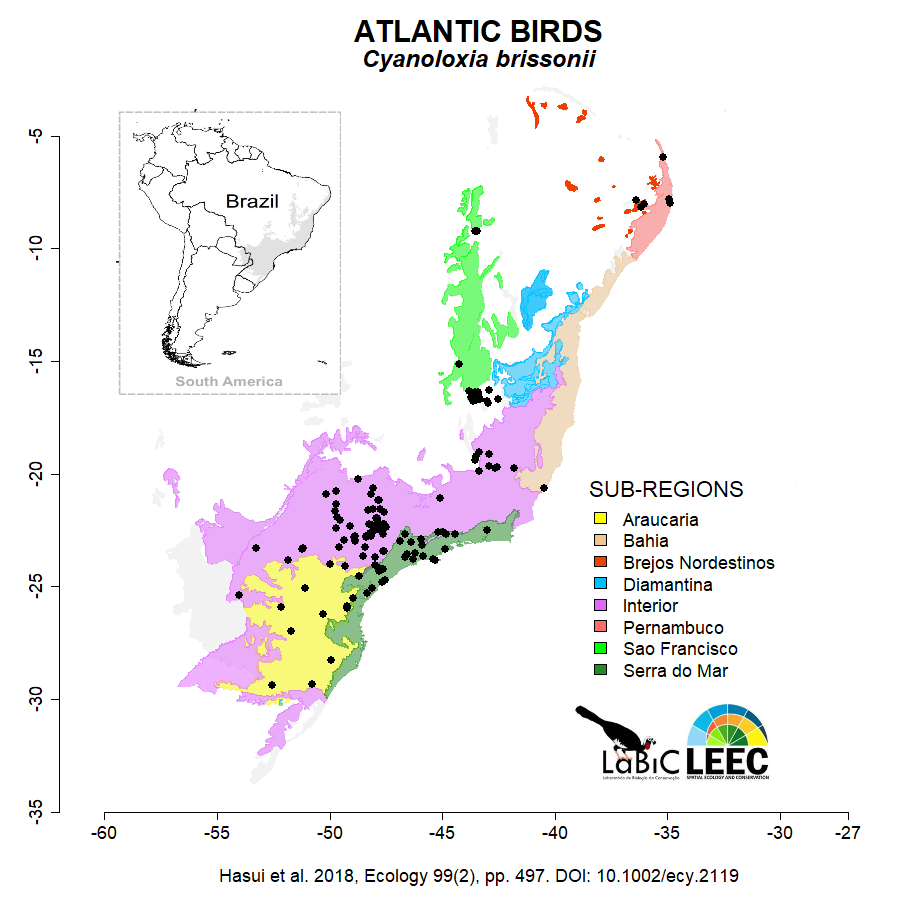 ATLANTIC BIRDS
Cyanoloxia brissonii
Brazil
South America
-5
-10
-15
-20
-25
-30
-35
-60
-55
-50
-45
-40
-35
-30
-27
SUB-REGIONS
Araucaria
Bahia
Brejos Nordestinos
Diamantina
Interior
Pernambuco
Sao Francisco
Serra do Mar
LaBiC
Laboratório de Biologia da Conservação
LEEC
SPATIAL ECOLOGY AND CONSERVATION
Hasui et al. 2018, Ecology 99(2), pp. 497. DOI: 10.1002/ecy.2119